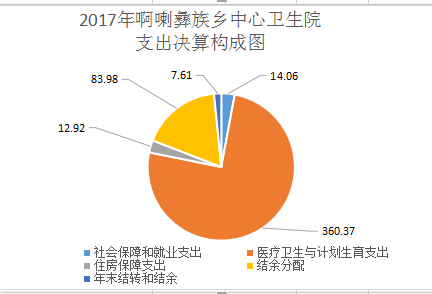 2017年啊喇彝族乡中心卫生院
支出决算构成图
7.61
14.06
83.98
12.92
360.37
社会保障和就业支出
医疗卫生与计划生育支出
住房保障支出
结余分配
年末结转和结余